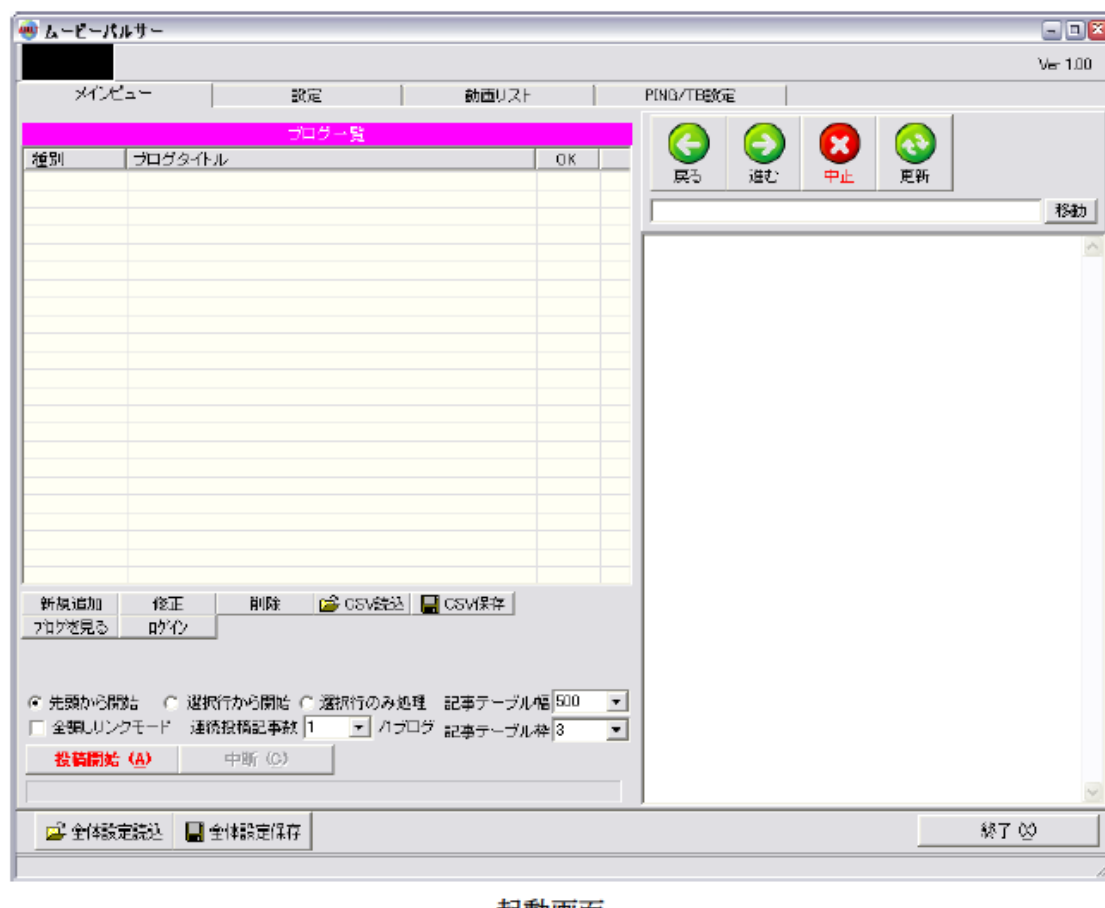 ムービーパルサー
Ver 1.00
メインビュー 設定 動画リスト PING/TB設定
ブログ一覧
種別 ブログタイトル OK
戻る 進む 中止 更新
移動
新規追加 修正 削除 CSV読込 CSV保存
ブログを見る ログイン
先頭から開始 選択行から開始 選択行のみ処理 記事テーブル幅 500
全隠しリンクモード 連続投稿記事数 1 /1ブログ 記事テーブル枠 3
投稿開始 (A) 中断 (C)
全体設定読込 全体設定保存 終了 (X)
起動画面